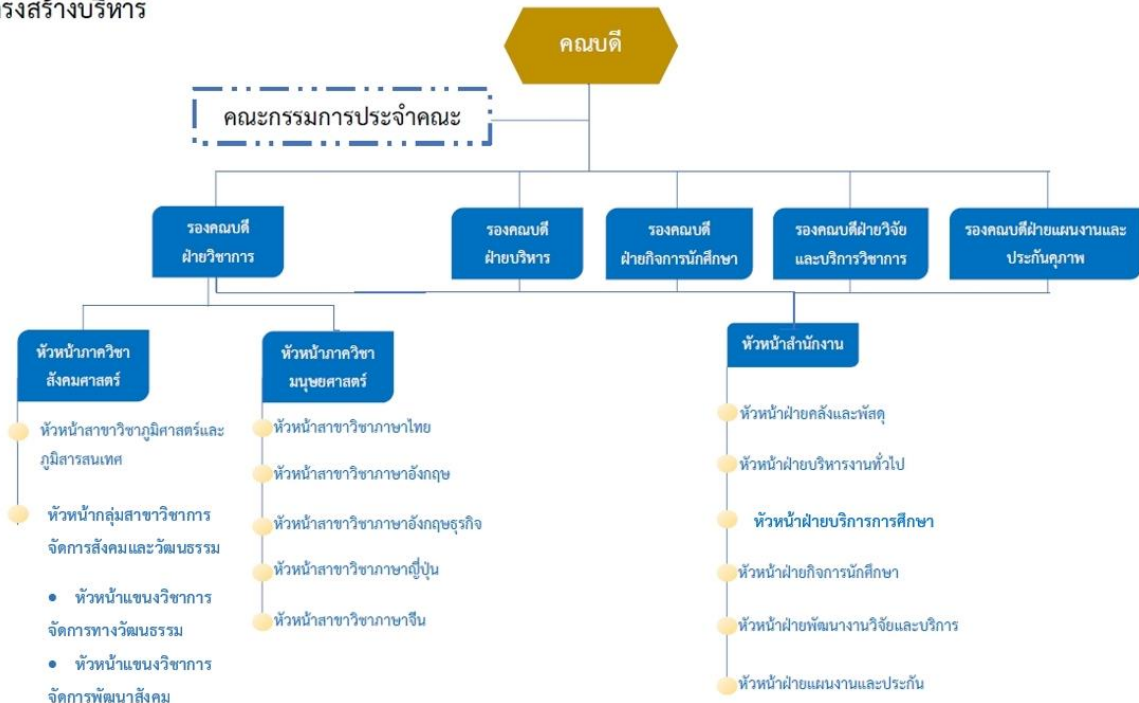 รงสร้างบริหาร
คณบดี
คณะกรรมการประจำคณะ
รองคณบดี
ฝ่ายวิชาการ
รองคณบดี
ฝ่ายบริหาร
รองคณบดี
ฝ่ายกิจการนักศึกษา
รองคณบดีฝ่ายวิจัย
และบริการวิชาการ
รองคณบดีฝ่ายแผนงานและ
ประกันคุภาพ
หัวหน้าภาควิชา
สังคมศาสตร์
หัวหน้าสาขาวิชาภูมิศาสตร์และ
ภูมิสารสนเทศ
หัวหน้ากลุ่มสาขาวิชาการ
จัดการสังคมและวัฒนธรรม
• หัวหน้าแขนงวิชาการ
จัดการทางวัฒนธรรม
• หัวหน้าแขนงวิชาการ
จัดการพัฒนาสังคม
หัวหน้าภาควิชา
มนุษยศาสตร์
หัวหน้าสาขาวิชาภาษาไทย
หัวหน้าสาขาวิชาภาษาอังกฤษ
หัวหน้าสาขาวิชาภาษาอังกฤษธุรกิจ
หัวหน้าสาขาวิชาภาษาญี่ปุ่น
หัวหน้าสาขาวิชาภาษาจีน
หัวหน้าสำนักงาน
หัวหน้าฝ่ายคลังและพัสดุ
หัวหน้าฝ่ายบริหารงานทั่วไป
หัวหน้าฝ่ายบริการการศึกษา
หัวหน้าฝ่ายกิจการนักศึกษา
หัวหน้าฝ่ายพัฒนางานวิจัยและบริการ
หัวหน้าฝ่ายแผนงานและประกัน